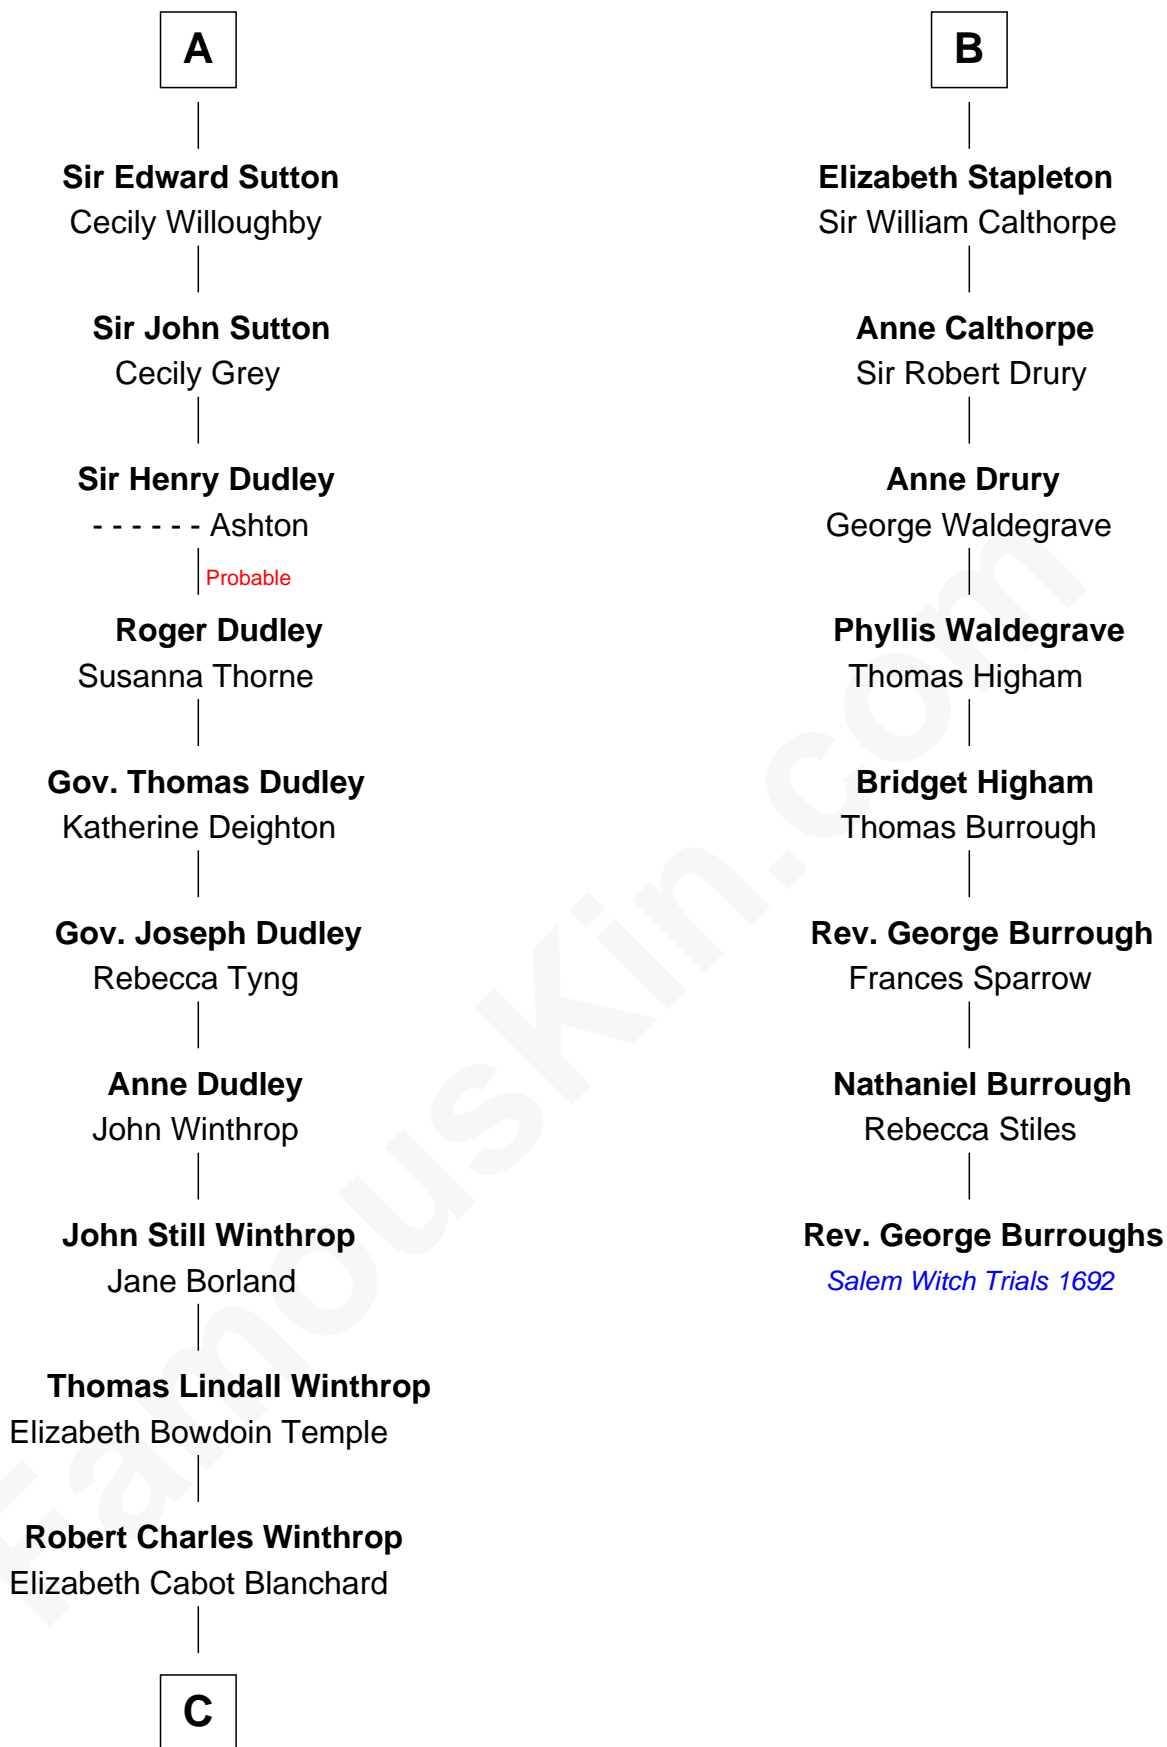 A
Sir Edward Sutton
Cecily Willoughby
Sir John Sutton
Cecily Grey
Sir Henry Dudley
- - - - - - Ashton
Probable
Roger Dudley
Susanna Thorne
Gov. Thomas Dudley
Katherine Deighton
Gov. Joseph Dudley
Rebecca Tyng
Anne Dudley
John Winthrop
John Still Winthrop
Jane Borland
Thomas Lindall Winthrop
Elizabeth Bowdoin Temple
Robert Charles Winthrop
Elizabeth Cabot Blanchard
C
B
Elizabeth Stapleton
Sir William Calthorpe
Anne Calthorpe
Sir Robert Drury
Anne Drury
George Waldegrave
Phyllis Waldegrave
Thomas Higham
Bridget Higham
Thomas Burrough
Rev. George Burrough
Frances Sparrow
Nathaniel Burrough
Rebecca Stiles
Rev. George Burroughs
Salem Witch Trials 1692
FamousKin.com